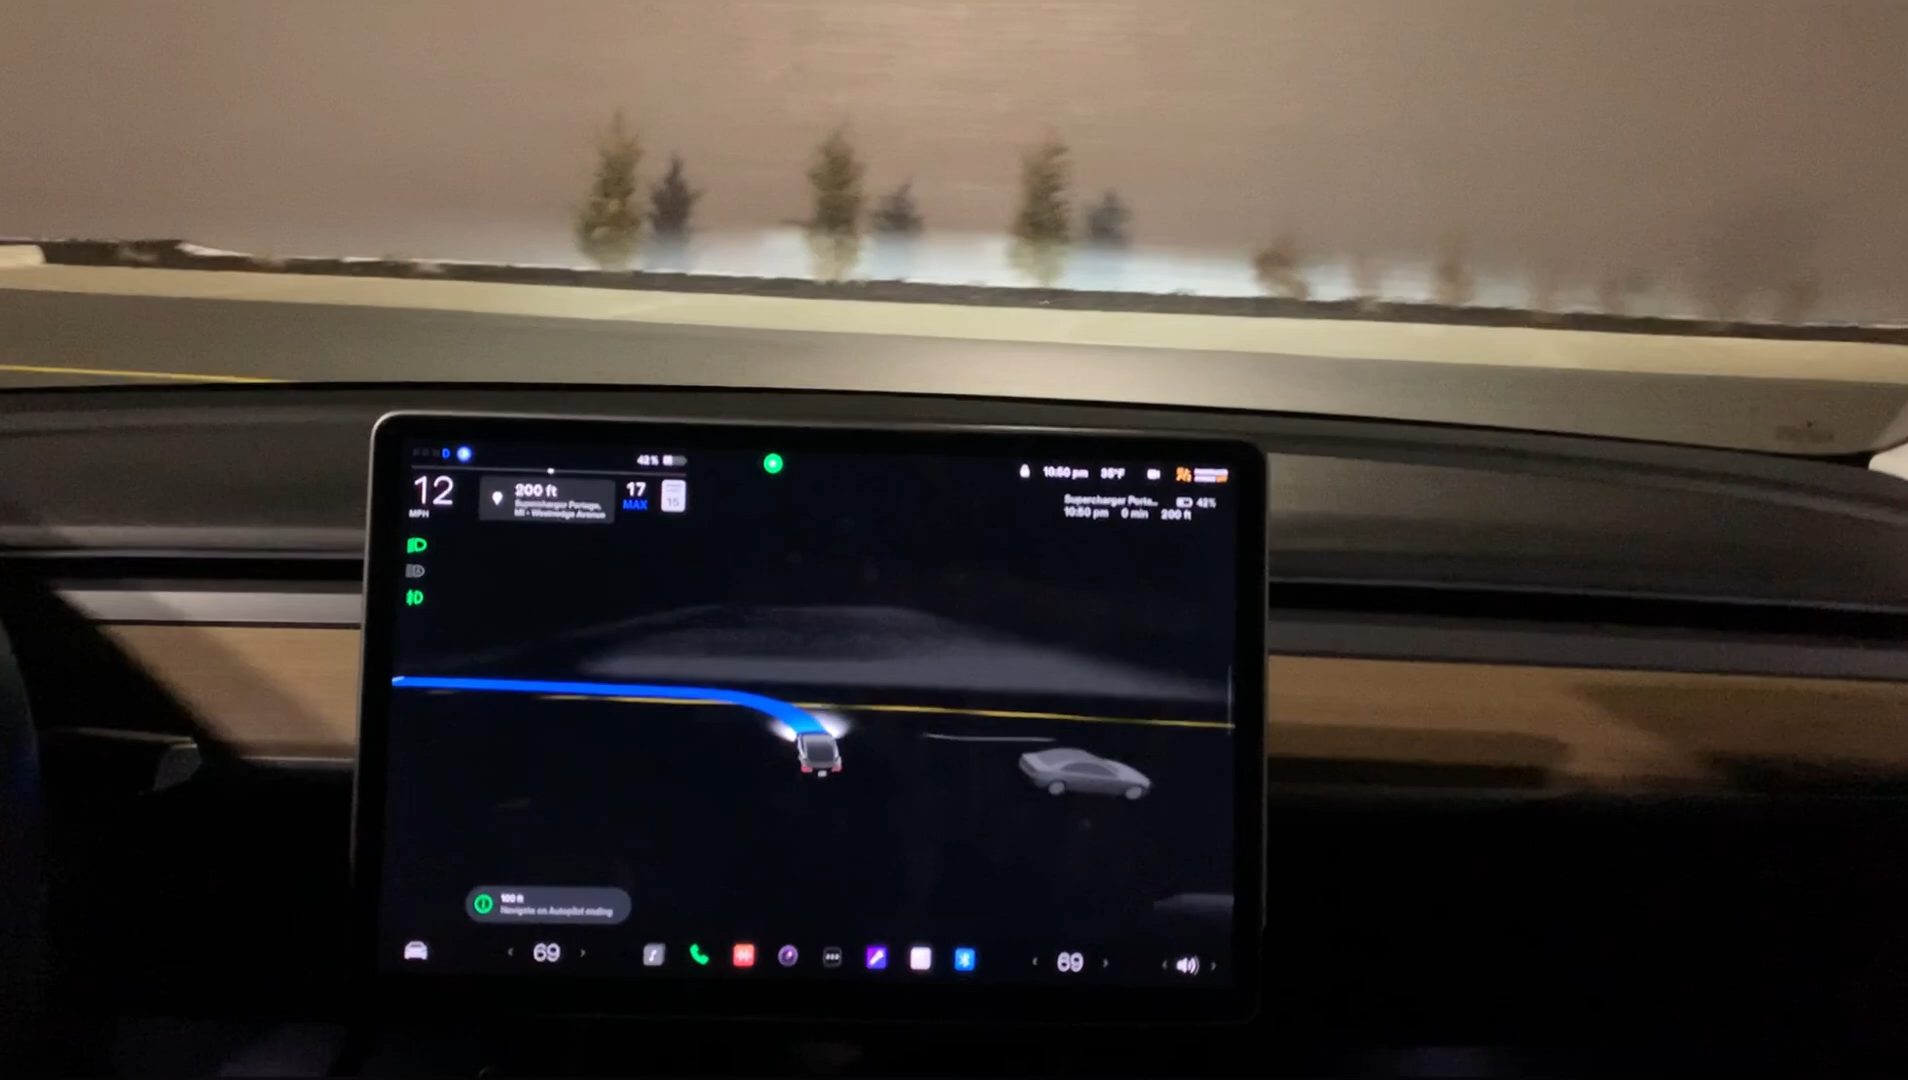 D
42%
12
MPH
200 ft
Supercharger Portage,
MI - Westnedge Avenue
17
MAX
15
10:50 pm 35°F
Supercharger Porta... 42%
10:50 pm 0 min 200 ft
100 ft
Navigate on Autopilot ending
69
69